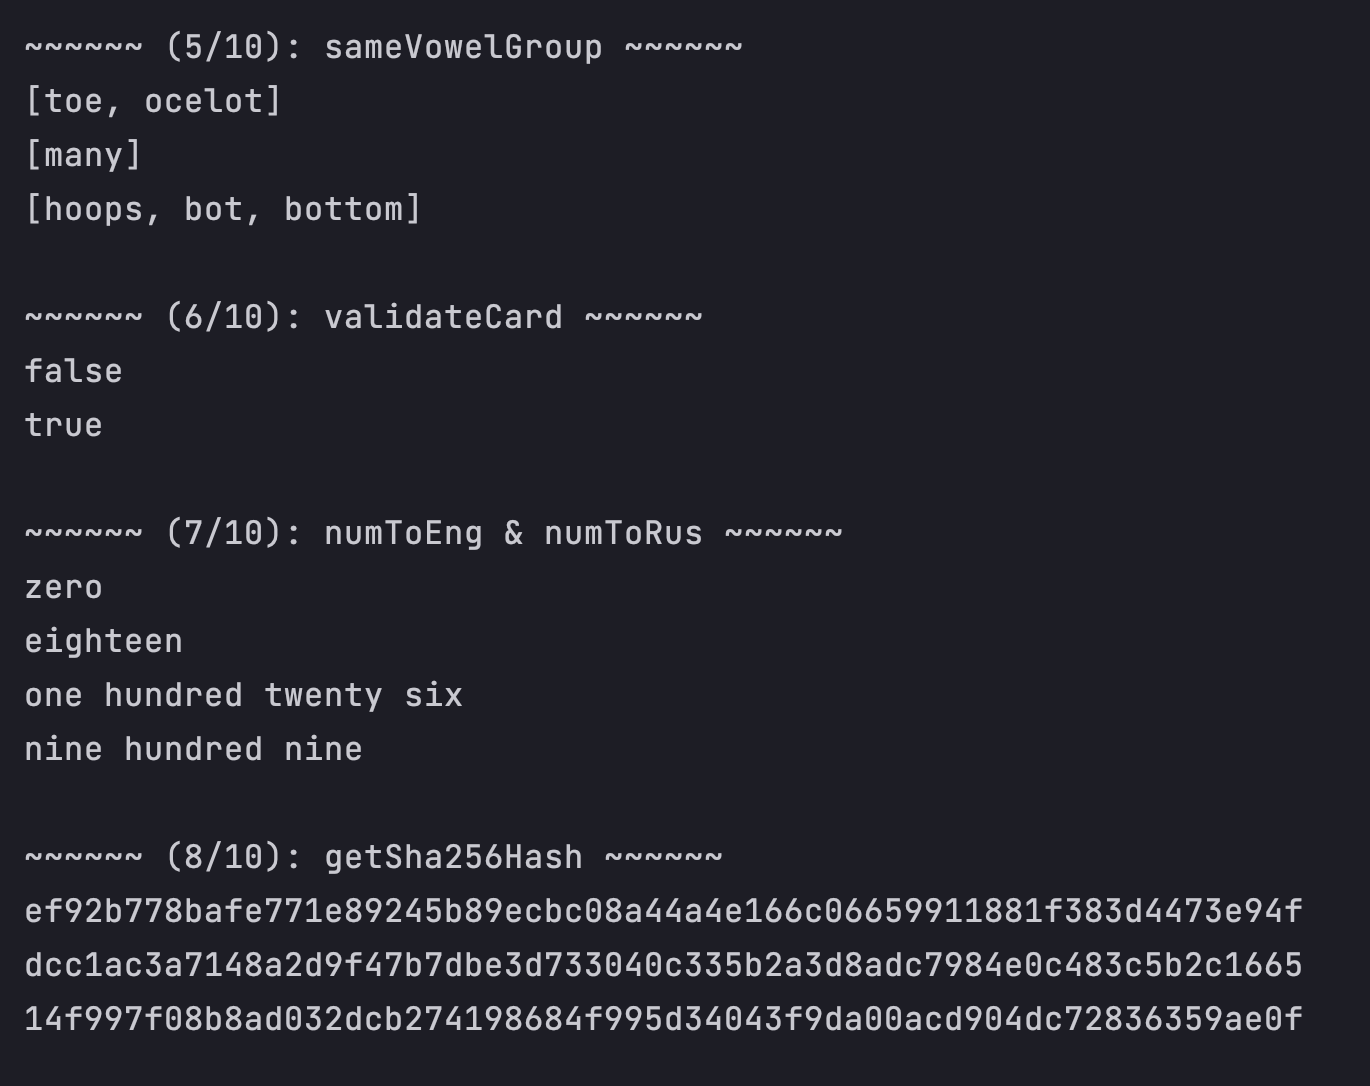 ~~~~~~ (5/10): sameVowelGroup ~~~~~~
[toe, ocelot]
[many]
[hoops, bot, bottom]
~~~~~~ (6/10): validateCard ~~~~~~
false
true
~~~~~~ (7/10): numToEng & numToRus ~~~~~~
zero
eighteen
one hundred twenty six
nine hundred nine
~~~~~~ (8/10): getSha256Hash ~~~~~~
ef92b778bafe771e89245b89ecbc08a44a4e166c06659911881f383d4473e94f
dcc1ac3a7148a2d9f47b7dbe3d733040c335b2a3d8adc7984e0c483c5b2c1665
14f997f08b8ad032dcb274198684f995d34043f9da00acd904dc72836359ae0f